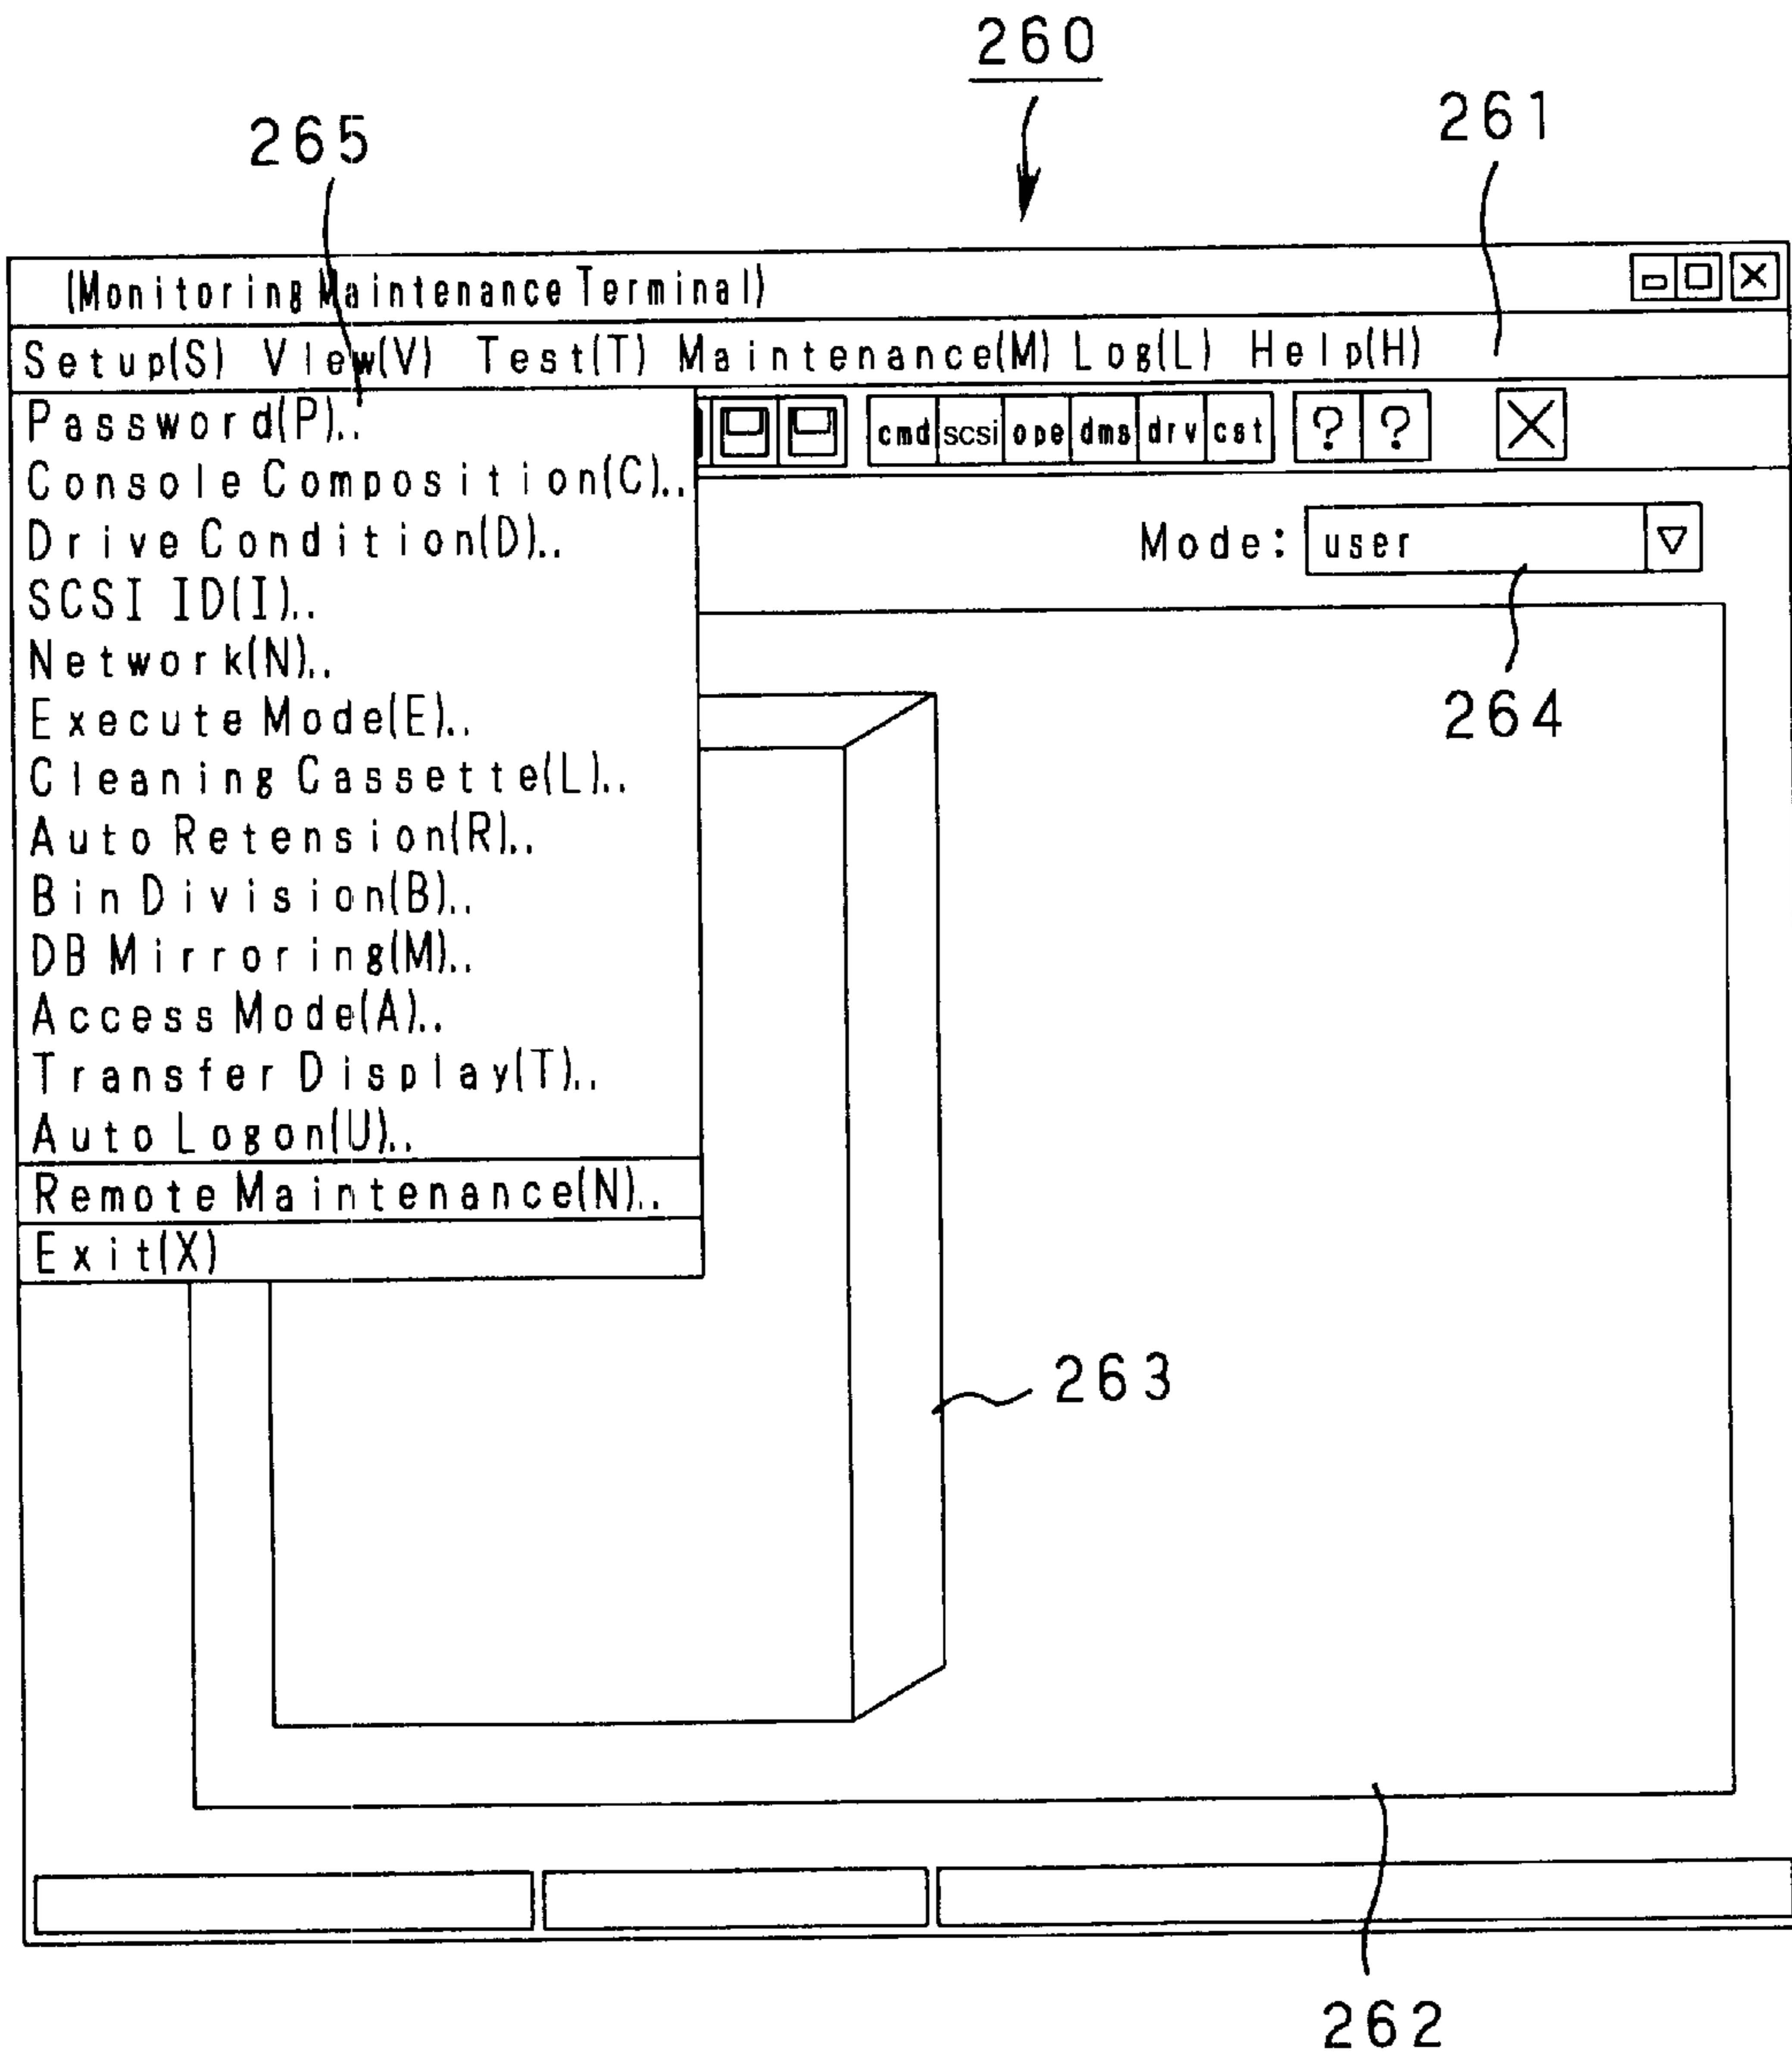 260
261
265
(Monitoring Maintenance Terminal)
Setup(S) View(V) Test(T) Maintenance(M) Log(L) Help(H)
Password(P)..
cmd scsi ope dms drv cst ? ?
Console Composition(C)..
Drive Condition(D)..
Mode: user
SCSI ID(I)..
Network(N)..
264
Execute Mode(E)..
Cleaning Cassette(L)..
Auto Retension(R)..
Bin Division(B)..
DB Mirroring(M)..
Access Mode(A)..
Transfer Display(T)..
Auto Logon(U)..
Remote Maintenance(N)..
Exit(X)
263
262